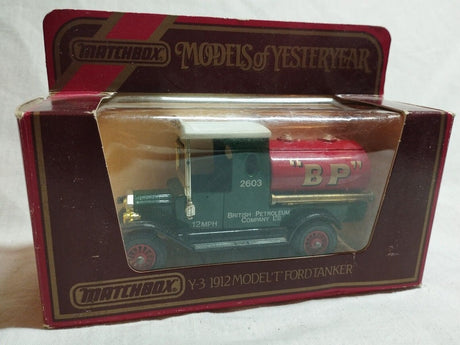 MATCHBOX
MODELS of YESTERYEAR
"BP"
2603
12MPH
BRITISH PETROLEUM
COMPANY LTD
MATCHBOX
Y-3 1912 MODEL 'T' FORD TANKER